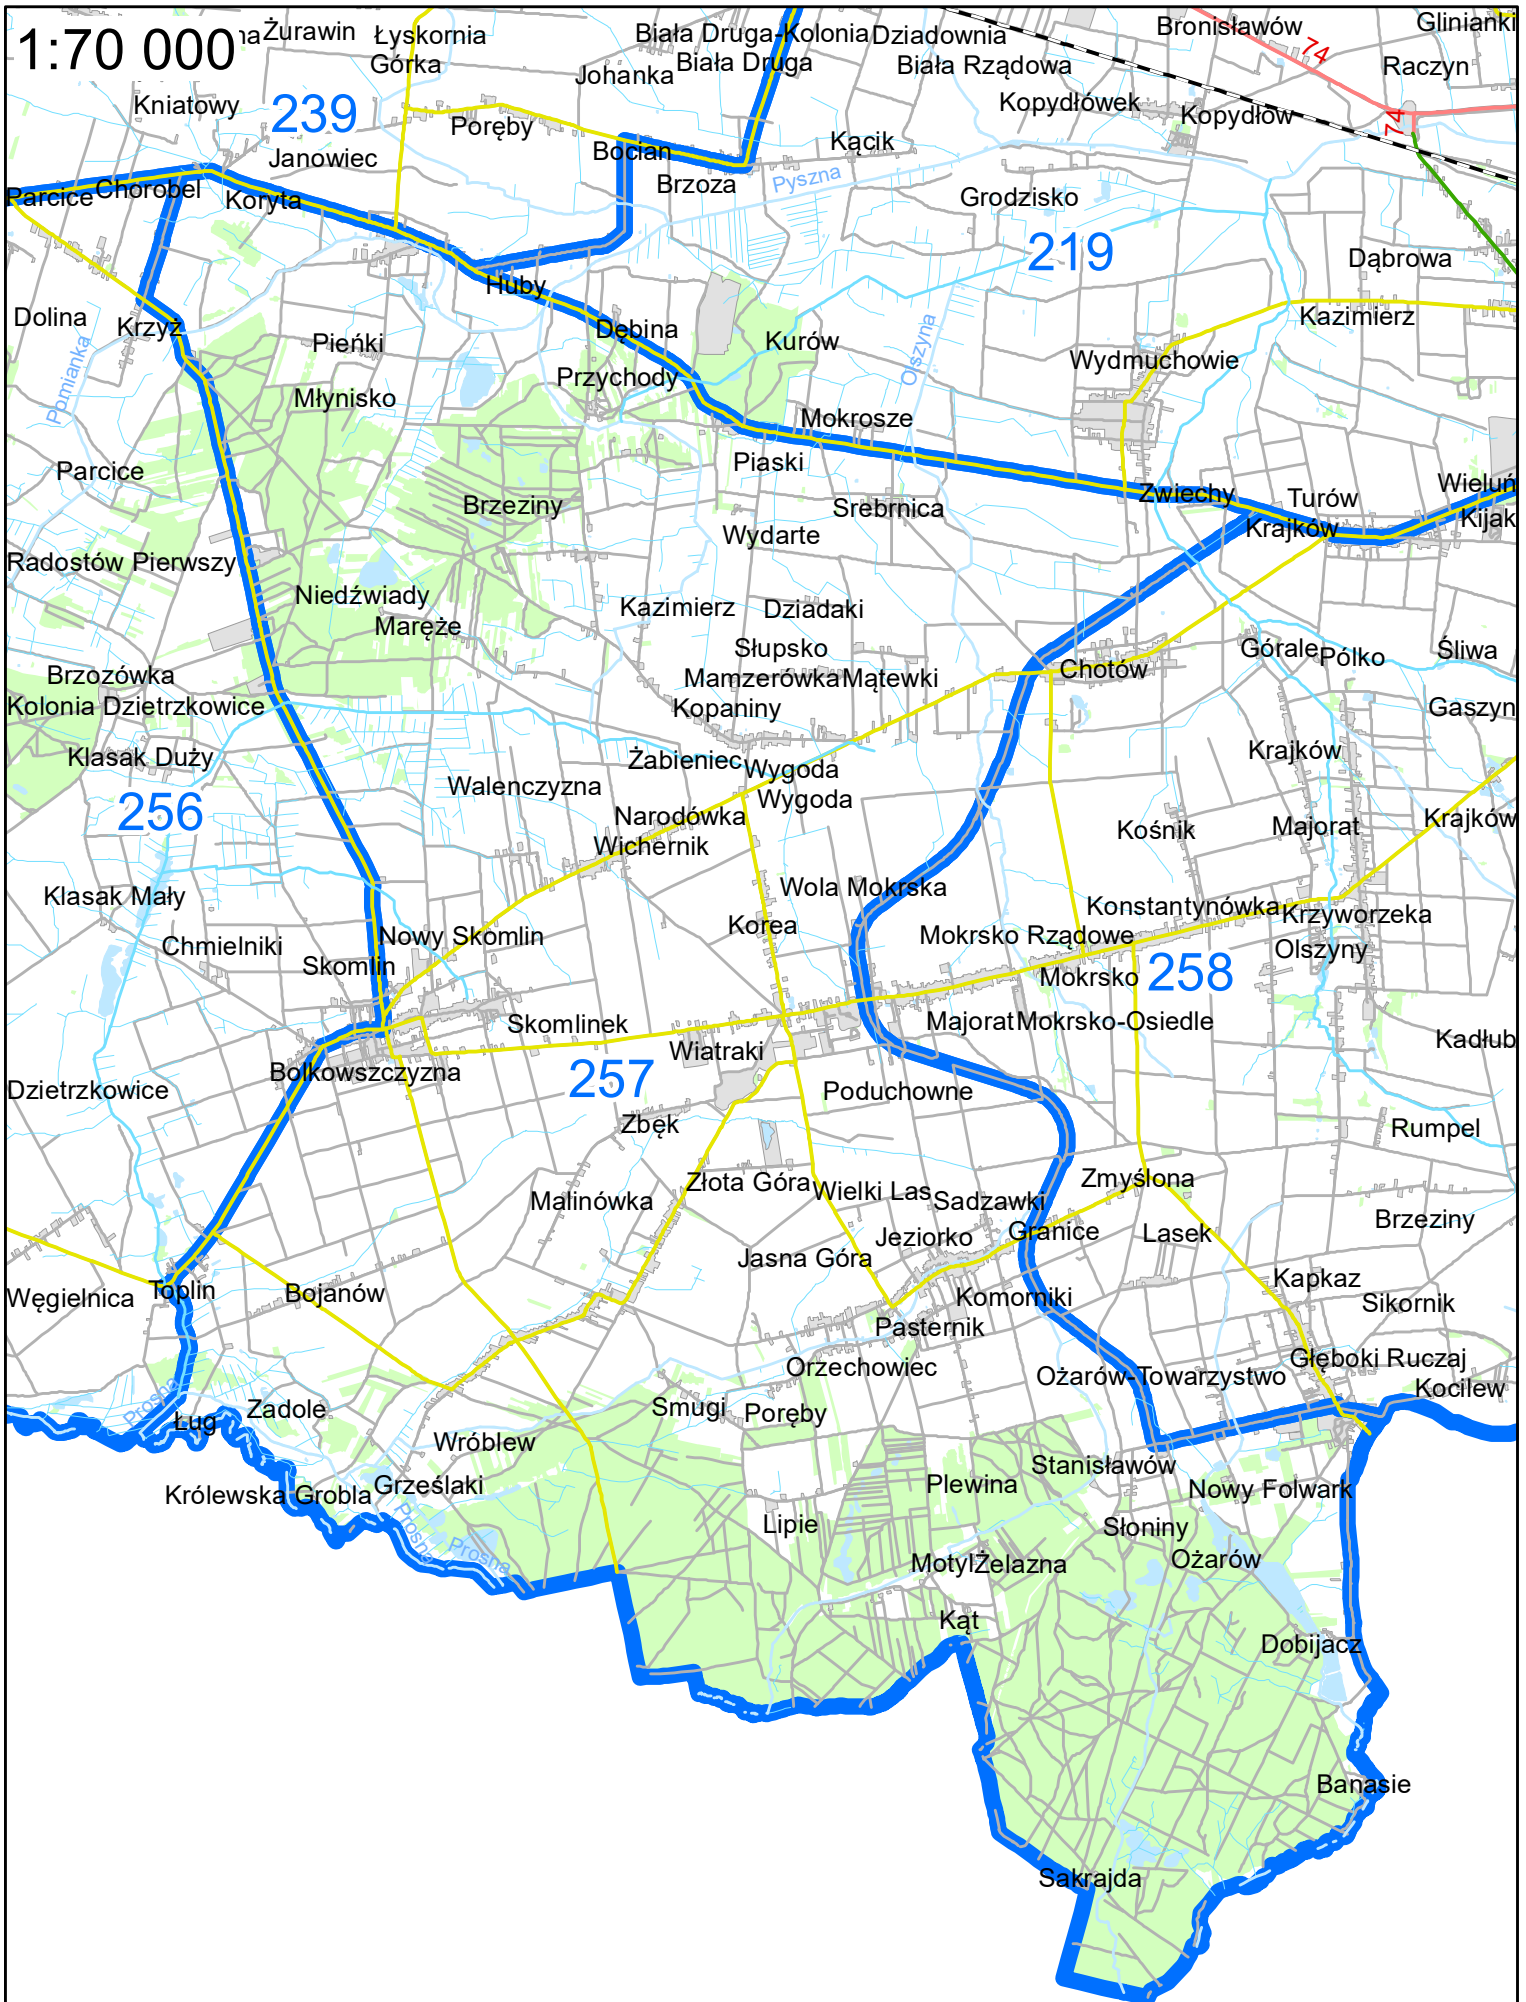 1:70 000
Żurawin
Łyskornia
Górka
Biała Druga-Kolonia
Dziadownia
Bronisławów
Glinianki
Johanka
Biała Druga
Biała Rządowa
74
Raczyn
Kniatowy
239
Poręby
Kopydłówek
Kopydłów
74
Janowiec
Bocian
Kącik
Parcice
Chorobel
Koryta
Brzoza
Pyszna
Grodzisko
219
Dąbrowa
Huby
Dolina
Krzyż
Pieńki
Dębina
Kurów
Olszyna
Kazimierz
Pomianka
Przychody
Wydmuchowie
Młynisko
Mokrosze
Parcice
Piaski
Brzeziny
Srebrnica
Zwiechy
Turów
Wieluń
Wydarte
Krajków
Kijak
Radostów Pierwszy
Niedźwiady
Kazimierz
Dziadaki
Maręże
Słupsko
Górale
Pólko
Śliwa
Brzozówka
Mamzerówka
Mątewki
Chotów
Kolonia Dzietrzkowice
Kopaniny
Gaszyn
Klasak Duży
Żabieniec
Wygoda
Krajków
Walenczyzna
Wygoda
256
Narodówka
Kośnik
Majorat
Krajków
Wichernik
Klasak Mały
Wola Mokrska
Konstantynówka
Krzyworzeka
Chmielniki
Nowy Skomlin
Korea
Mokrsko Rządowe
Olszyny
Skomlin
Mokrsko
258
Skomlinek
Majorat
Mokrsko-Osiedle
Kadłub
Bolkowszczyzna
257
Wiatraki
Dzietrzkowice
Poduchowne
Zbęk
Rumpel
Malinówka
Złota Góra
Wielki Las
Sadzawki
Zmyślona
Jeziorko
Granice
Lasek
Brzeziny
Jasna Góra
Węgielnica
Toplin
Bojanów
Komorniki
Kapkaz
Sikornik
Pasternik
Orzechowiec
Ożarów-Towarzystwo
Głęboki Ruczaj
Kocilew
Prosna
Ług
Zadole
Smugi
Poręby
Wróblew
Stanisławów
Królewska Grobla
Grześlaki
Plewina
Nowy Folwark
Prosna
Prosna
Lipie
Słoniny
Motyl
Żelazna
Ożarów
Kąt
Dobijacz
Banasie
Sakrajda